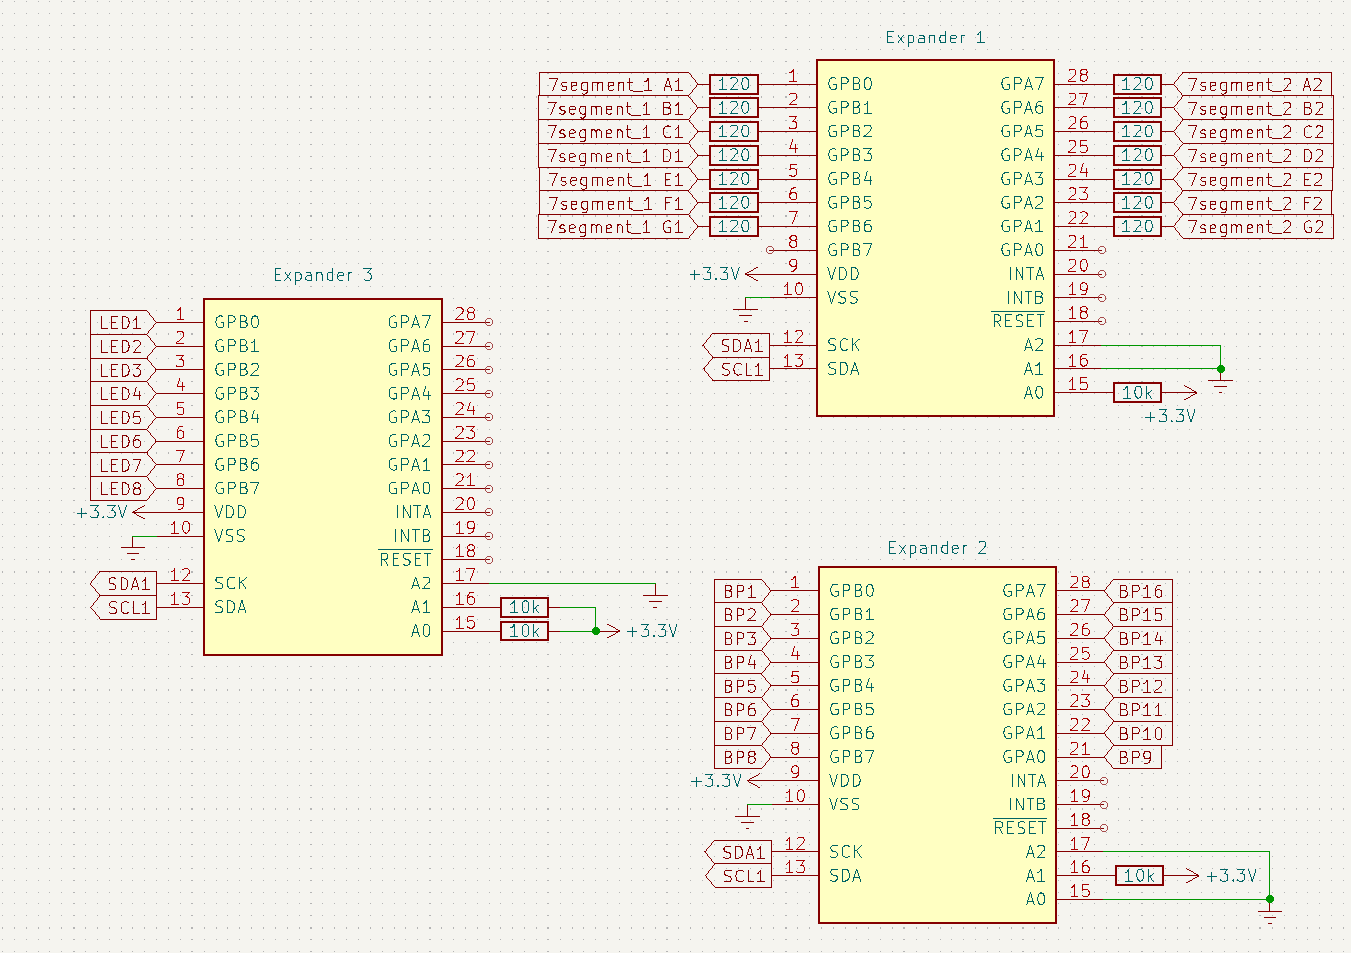 Expander 1
7segment_1 A1 120 1 GPB0 GPA7 28 120 7segment_2 A2
7segment_1 B1 120 2 GPB1 GPA6 27 120 7segment_2 B2
7segment_1 C1 120 3 GPB2 GPA5 26 120 7segment_2 C2
7segment_1 D1 120 4 GPB3 GPA4 25 120 7segment_2 D2
7segment_1 E1 120 5 GPB4 GPA3 24 120 7segment_2 E2
7segment_1 F1 120 6 GPB5 GPA2 23 120 7segment_2 F2
7segment_1 G1 120 7 GPB6 GPA1 22 120 7segment_2 G2
8 GPB7 GPA0 21
+3.3V 9 VDD INTA 20
10 VSS INTB 19
RESET 18
SDA1 12 SCK A2 17
SCL1 13 SDA A1 16
A0 15 10k
+3.3V
Expander 3
LED1 1 GPB0 GPA7 28
LED2 2 GPB1 GPA6 27
LED3 3 GPB2 GPA5 26
LED4 4 GPB3 GPA4 25
LED5 5 GPB4 GPA3 24
LED6 6 GPB5 GPA2 23
LED7 7 GPB6 GPA1 22
LED8 8 GPB7 GPA0 21
+3.3V 9 VDD INTA 20
10 VSS INTB 19
RESET 18
SDA1 12 SCK A2 17
SCL1 13 SDA A1 16 10k
A0 15 10k +3.3V
Expander 2
BP1 1 GPB0 GPA7 28 BP16
BP2 2 GPB1 GPA6 27 BP15
BP3 3 GPB2 GPA5 26 BP14
BP4 4 GPB3 GPA4 25 BP13
BP5 5 GPB4 GPA3 24 BP12
BP6 6 GPB5 GPA2 23 BP11
BP7 7 GPB6 GPA1 22 BP10
BP8 8 GPB7 GPA0 21 BP9
+3.3V 9 VDD INTA 20
10 VSS INTB 19
RESET 18
SDA1 12 SCK A2 17
SCL1 13 SDA A1 16 10k +3.3V
A0 15